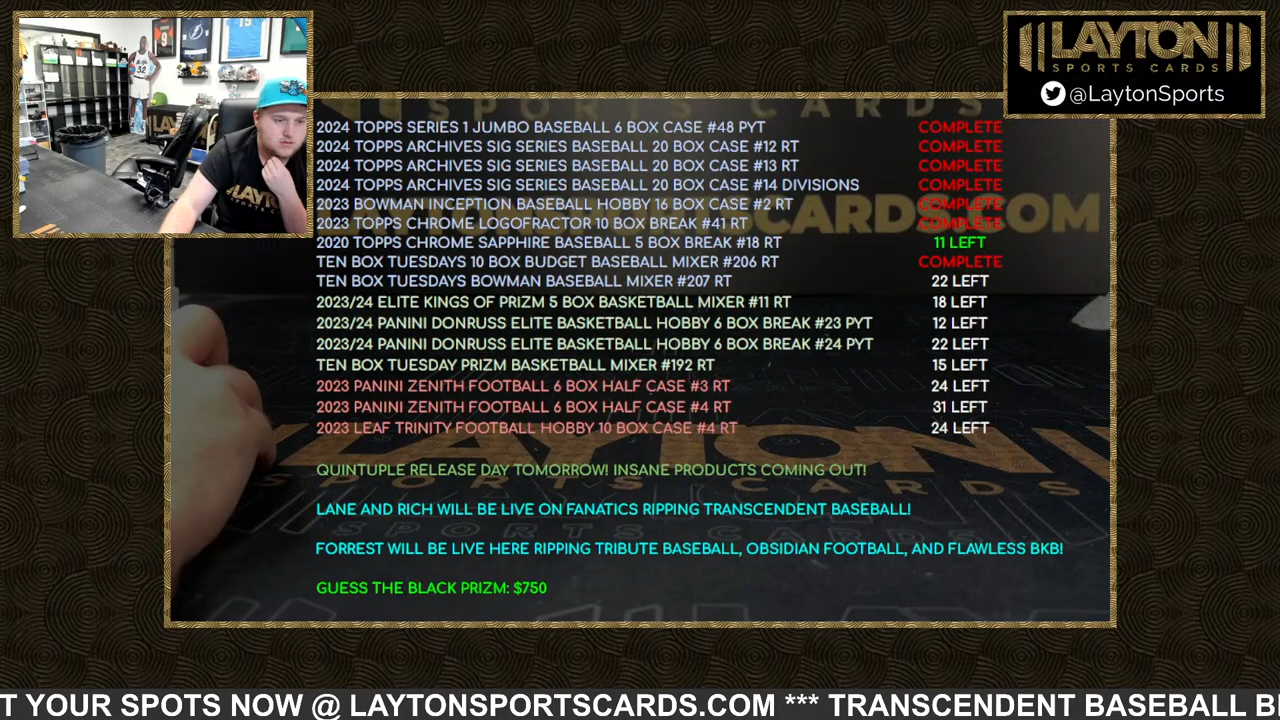 LAYTON
SPORTS CARDS
@LaytonSports
SPORTS CARDS
2024 TOPPS SERIES 1 JUMBO BASEBALL 6 BOX CASE #48 PYT COMPLETE
2024 TOPPS ARCHIVES SIG SERIES BASEBALL 20 BOX CASE #12 RT COMPLETE
2024 TOPPS ARCHIVES SIG SERIES BASEBALL 20 BOX CASE #13 RT COMPLETE
2024 TOPPS ARCHIVES SIG SERIES BASEBALL 20 BOX CASE #14 DIVISIONS COMPLETE
2023 BOWMAN INCEPTION BASEBALL HOBBY 16 BOX CASE #2 RT COMPLETE
2023 TOPPS CHROME LOGOFRACTOR 10 BOX BREAK #41 RT COMPLETE
2020 TOPPS CHROME SAPPHIRE BASEBALL 5 BOX BREAK #18 RT 11 LEFT
TEN BOX TUESDAYS 10 BOX BUDGET BASEBALL MIXER #206 RT COMPLETE
TEN BOX TUESDAYS BOWMAN BASEBALL MIXER #207 RT 22 LEFT
2023/24 ELITE KINGS OF PRIZM 5 BOX BASKETBALL MIXER #11 RT 18 LEFT
2023/24 PANINI DONRUSS ELITE BASKETBALL HOBBY 6 BOX BREAK #23 PYT 12 LEFT
2023/24 PANINI DONRUSS ELITE BASKETBALL HOBBY 6 BOX BREAK #24 PYT 22 LEFT
TEN BOX TUESDAY PRIZM BASKETBALL MIXER #192 RT 15 LEFT
2023 PANINI ZENITH FOOTBALL 6 BOX HALF CASE #3 RT 24 LEFT
2023 PANINI ZENITH FOOTBALL 6 BOX HALF CASE #4 RT 31 LEFT
2023 LEAF TRINITY FOOTBALL HOBBY 10 BOX CASE #4 RT 24 LEFT
QUINTUPLE RELEASE DAY TOMORROW! INSANE PRODUCTS COMING OUT!
LANE AND RICH WILL BE LIVE ON FANATICS RIPPING TRANSCENDENT BASEBALL!
FORREST WILL BE LIVE HERE RIPPING TRIBUTE BASEBALL, OBSIDIAN FOOTBALL, AND FLAWLESS BKB!
GUESS THE BLACK PRIZM: $750
T YOUR SPOTS NOW @ LAYTONSPORTSCARDS.COM *** TRANSCENDENT BASEBALL B